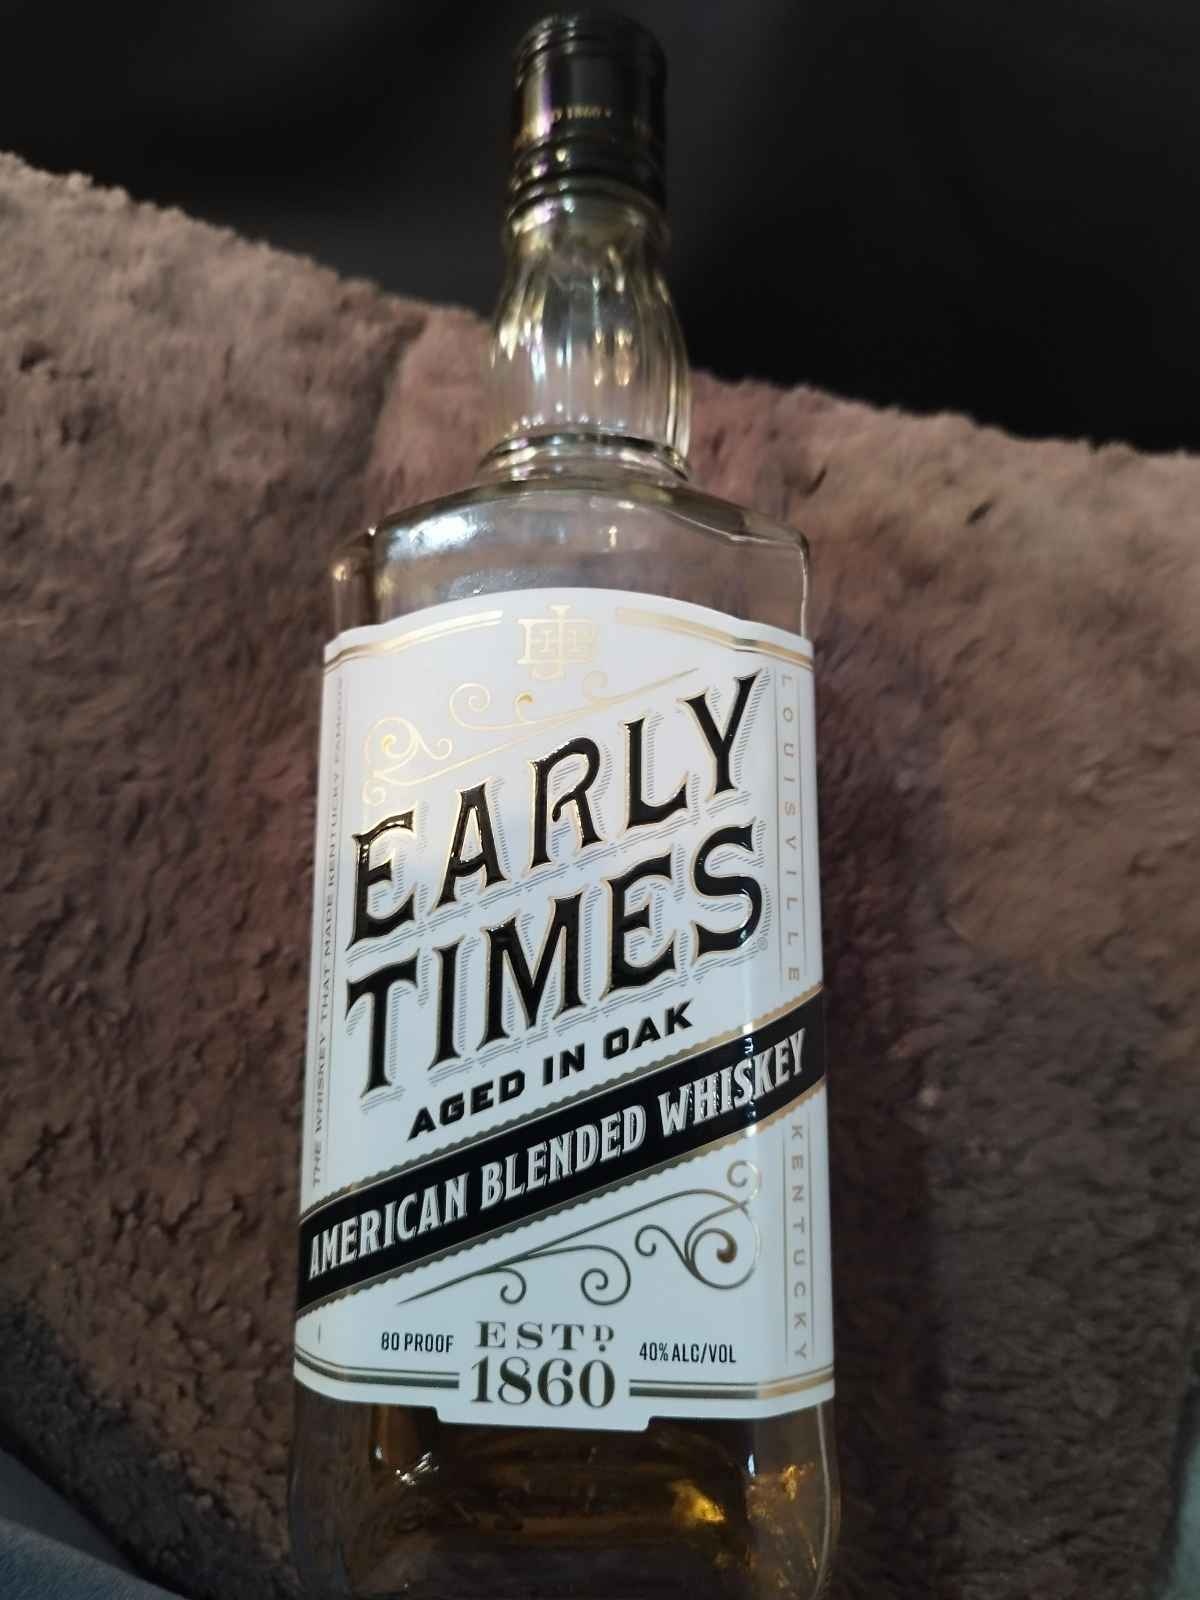 1860
EARLY
TIMES
AGED IN OAK
AMERICAN BLENDED WHISKEY
80 PROOF
ESTD
1860
40% ALC/VOL
THE WHISKEY THAT MADE KENTUCKY FAMOUS
LOUISVILLE
KENTUCKY